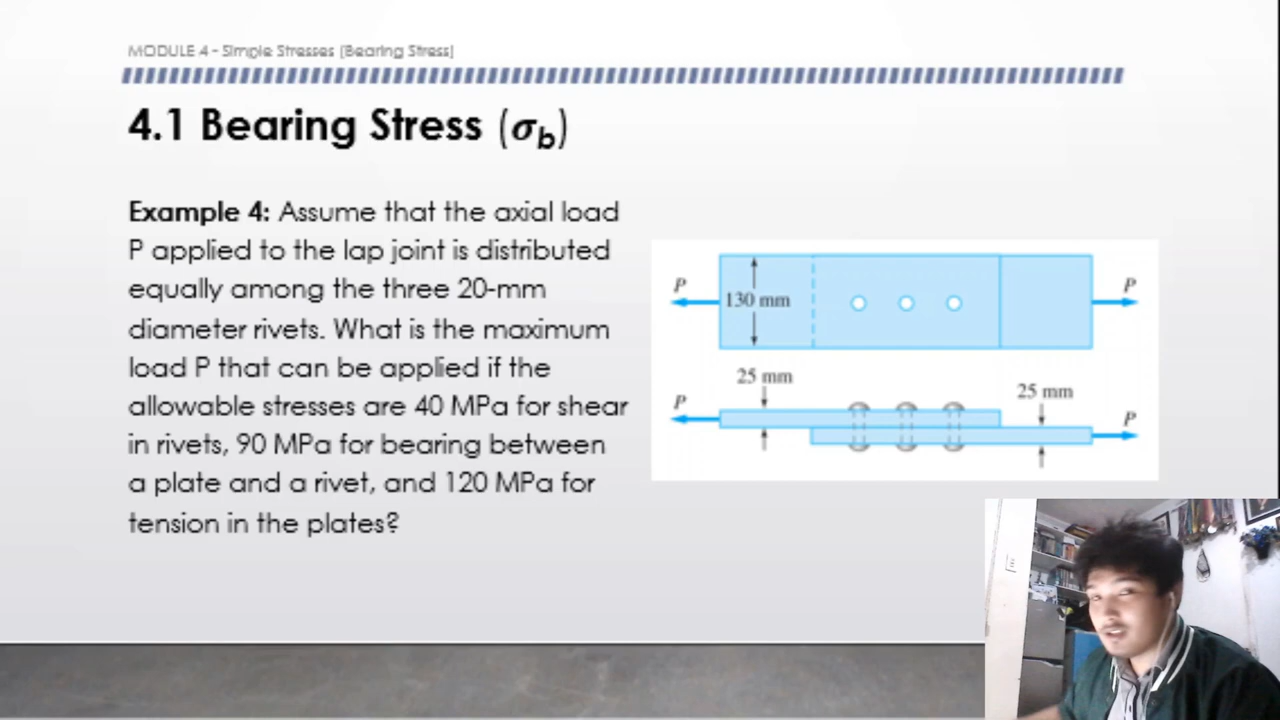 MODULE 4 - Simple Stresses (Bearing Stress)
4.1 Bearing Stress (σb)
Example 4: Assume that the axial load
P applied to the lap joint is distributed
equally among the three 20-mm
diameter rivets. What is the maximum
load P that can be applied if the
allowable stresses are 40 MPa for shear
in rivets, 90 MPa for bearing between
a plate and a rivet, and 120 MPa for
tension in the plates?
P
130 mm
P
25 mm
25 mm
P
P